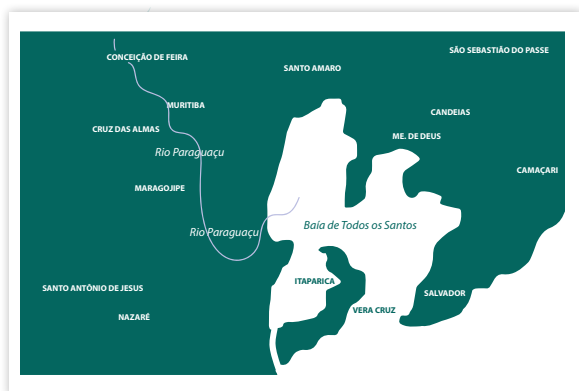 SÃO SEBASTIÃO DO PASSE
CONCEIÇÃO DE FEIRA
SANTO AMARO
MURITIBA
CANDEIAS
CRUZ DAS ALMAS
ME. DE DEUS
Rio Paraguaçu
CAMAÇARI
MARAGOJIPE
Baía de Todos os Santos
Rio Paraguaçu
ITAPARICA
SANTO ANTÔNIO DE JESUS
SALVADOR
VERA CRUZ
NAZARÉ